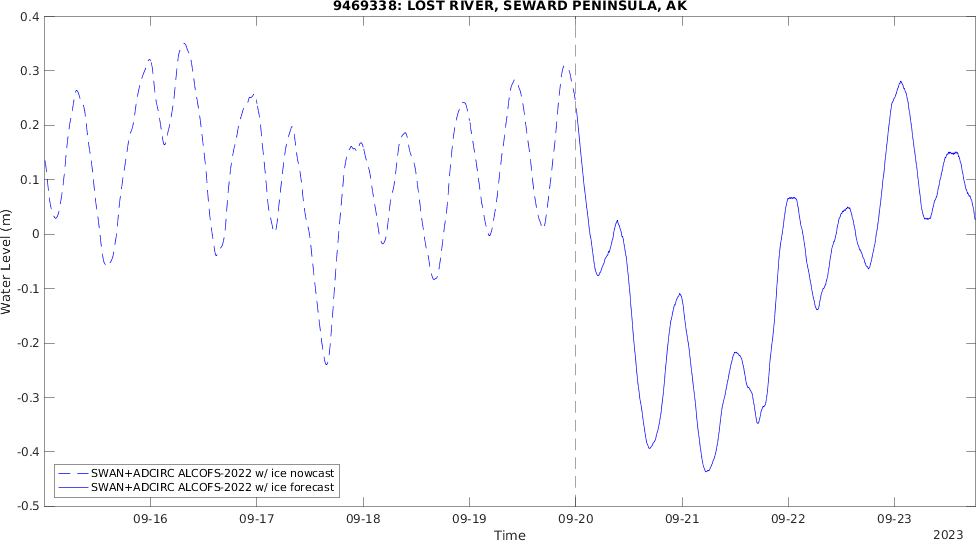 9469338: LOST RIVER, SEWARD PENINSULA, AK
0.4
0.3
0.2
0.1
0
-0.1
-0.2
-0.3
-0.4
-0.5
Water Level (m)
SWAN+ADCIRC ALCOFS-2022 w/ ice nowcast
SWAN+ADCIRC ALCOFS-2022 w/ ice forecast
09-16 09-17 09-18 09-19 09-20 09-21 09-22 09-23
Time
2023